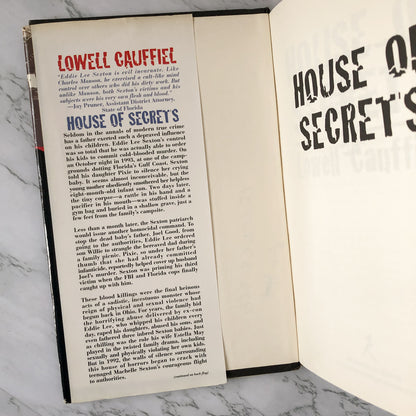 LOWELL CAUFFIEL
"Eddie Lee Sexton is evil incarnate. Like
Charles Manson, he exercised a cult-like mind
control over others who did his dirty work. But
unlike Manson, both Sexton's victims and his
subjects were his very own flesh and blood."
—Jay Pruner, Assistant District Attorney,
State of Florida
HOUSE OF SECRETS
Seldom in the annals of modern true crime
has a father exerted such a depraved influence
on his children. Eddie Lee Sexton's control
was so total that he was actually able to order
his kids to commit cold-blooded murder. On
an October night in 1993, at one of the camp-
grounds dotting Florida's Gulf Coast, Sexton
told his daughter Pixie to silence her crying
baby. It seems almost inconceivable, but the
young mother obediently smothered her helpless
eight-month-old infant son. Two days later,
the tiny corpse—a rattle in his hand and a
pacifier in his mouth—was stuffed inside a
gym bag and buried in a shallow grave, just a
few feet from the family's campsite.
Less than a month later, the Sexton patriarch
would issue another homicidal command. To
stop the dead baby's father, Joel Good, from
going to the authorities, Eddie Lee ordered
son Willie to strangle the bereaved dad during
a family picnic. Pixie, so under her father's
thumb that she had already committed
infanticide, reportedly helped cover up husband
Joel's murder. Sexton was priming his third
victim when the FBI and Florida cops finally
caught up with him.
These blood killings were the final heinous
acts of a sadistic, incestuous monster whose
reign of physical and sexual violence had
begun back in Ohio. For years, the family hid
the horrifying abuse delivered by ex-con
Eddie Lee, who whipped his children every
day, raped his daughters, abused his sons, and
even fathered three inbred Sexton babies. Just
as chilling was the role his wife Estella May
played in the twisted family drama, including
sexually molesting her own children.
But in 1992, the walls of silence surrounding
this house of horrors began to crack with
teenaged Machelle Sexton's courageous flight
to authorities.
(continued on back flap)
HOUSE OF
SECRETS
Lowell Cauffiel